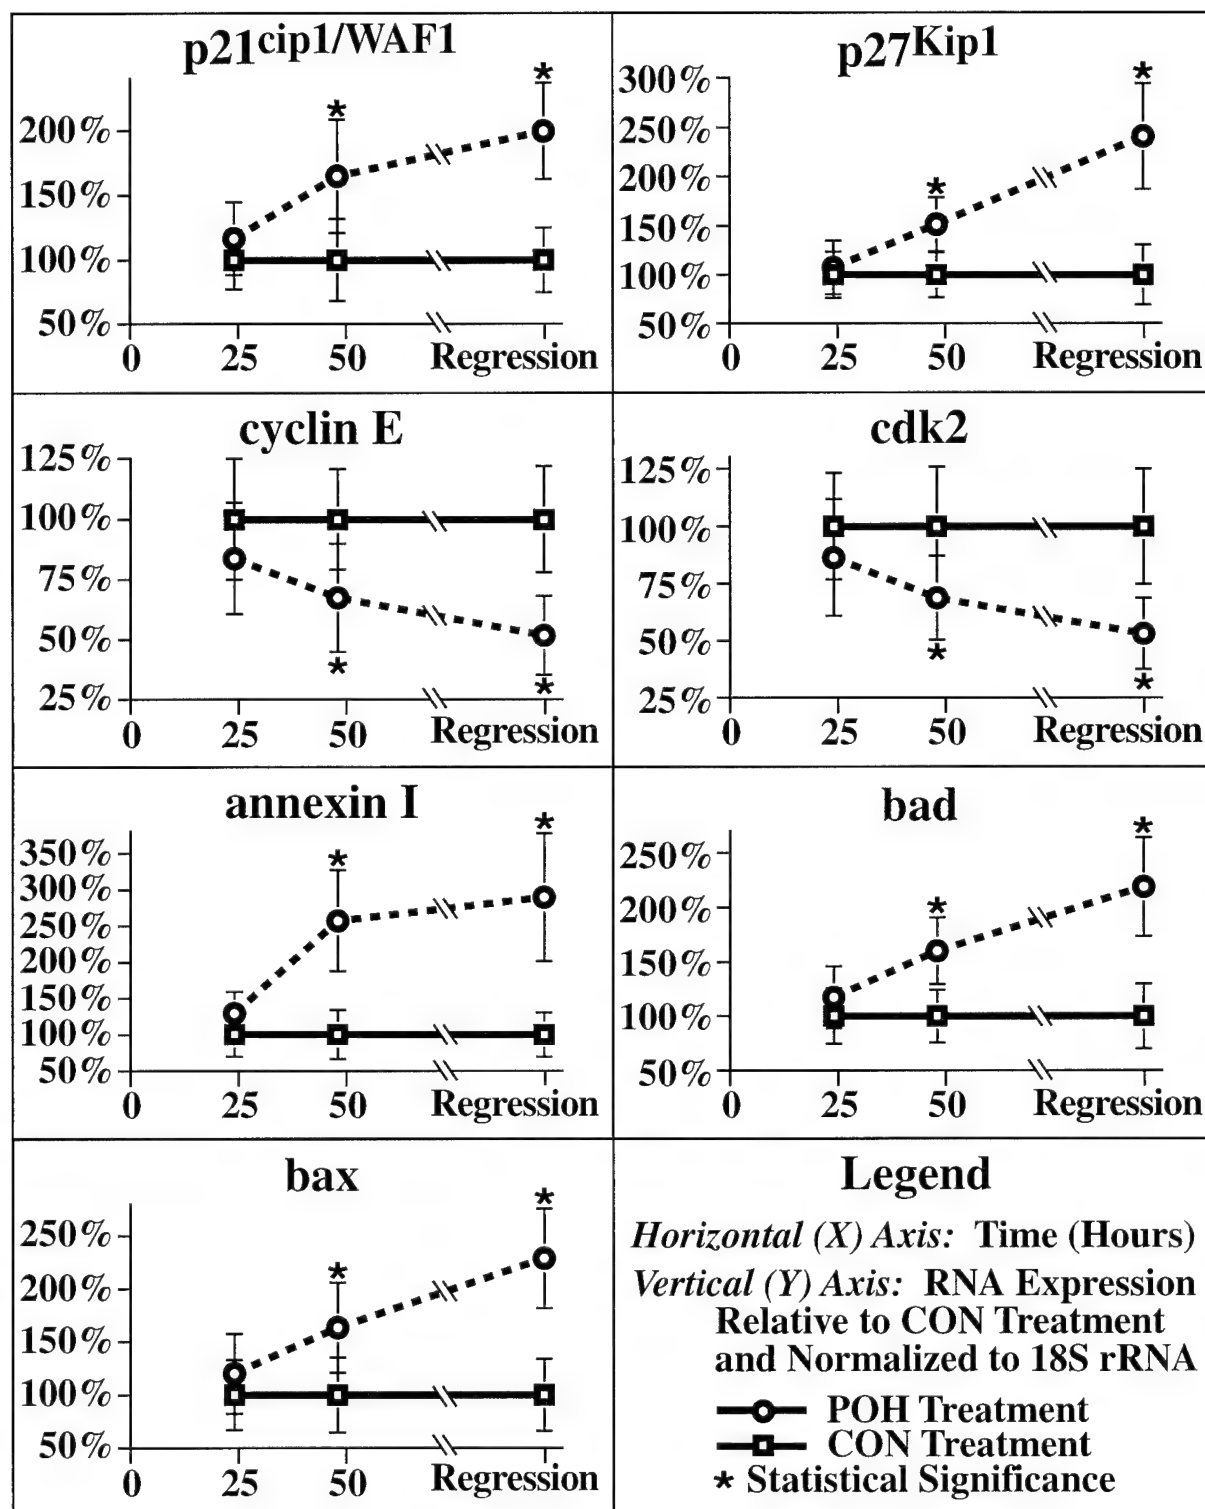 p21cip1/WAF1
200%
150%
100%
50%
0 25 50 Regression
p27Kip1
300%
250%
200%
150%
100%
50%
0 25 50 Regression
cyclin E
125%
100%
75%
50%
25%
0 25 50 Regression
cdk2
125%
100%
75%
50%
25%
0 25 50 Regression
annexin I
350%
300%
250%
200%
150%
100%
50%
0 25 50 Regression
bad
250%
200%
150%
100%
50%
0 25 50 Regression
bax
250%
200%
150%
100%
50%
0 25 50 Regression
Legend
Horizontal (X) Axis: Time (Hours)
Vertical (Y) Axis: RNA Expression
Relative to CON Treatment
and Normalized to 18S rRNA
POH Treatment
CON Treatment
* Statistical Significance